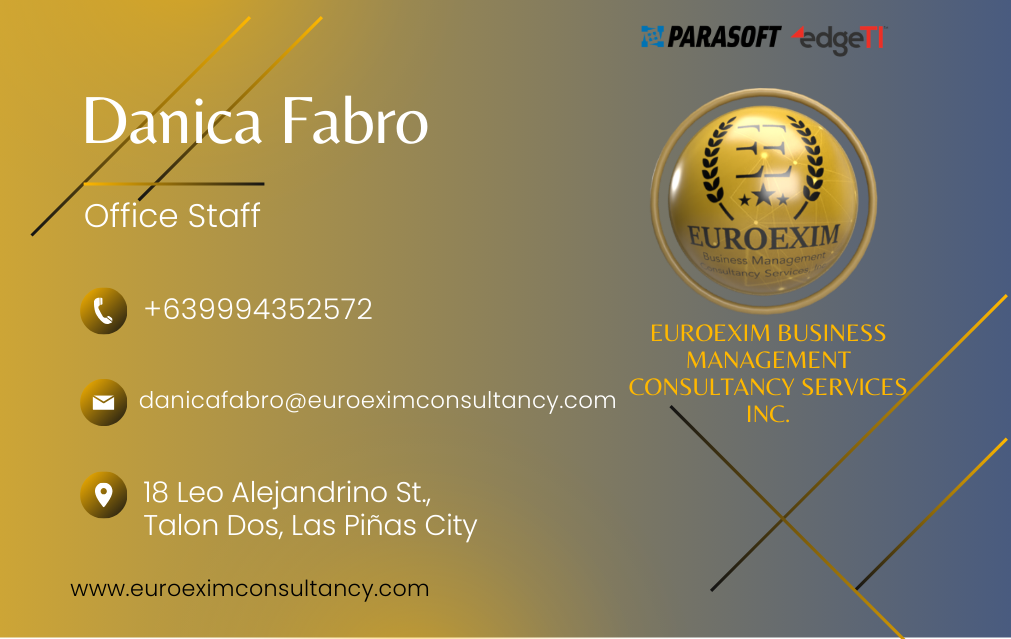 PARASOFT edgeTI
Danica Fabro
Office Staff
+639994352572
danicafabro@euroeximconsultancy.com
18 Leo Alejandrino St.,
Talon Dos, Las Piñas City
www.euroeximconsultancy.com
EE
EUROEXIM
Business Management
Consultancy Services
EUROEXIM BUSINESS
MANAGEMENT
CONSULTANCY SERVICES
INC.